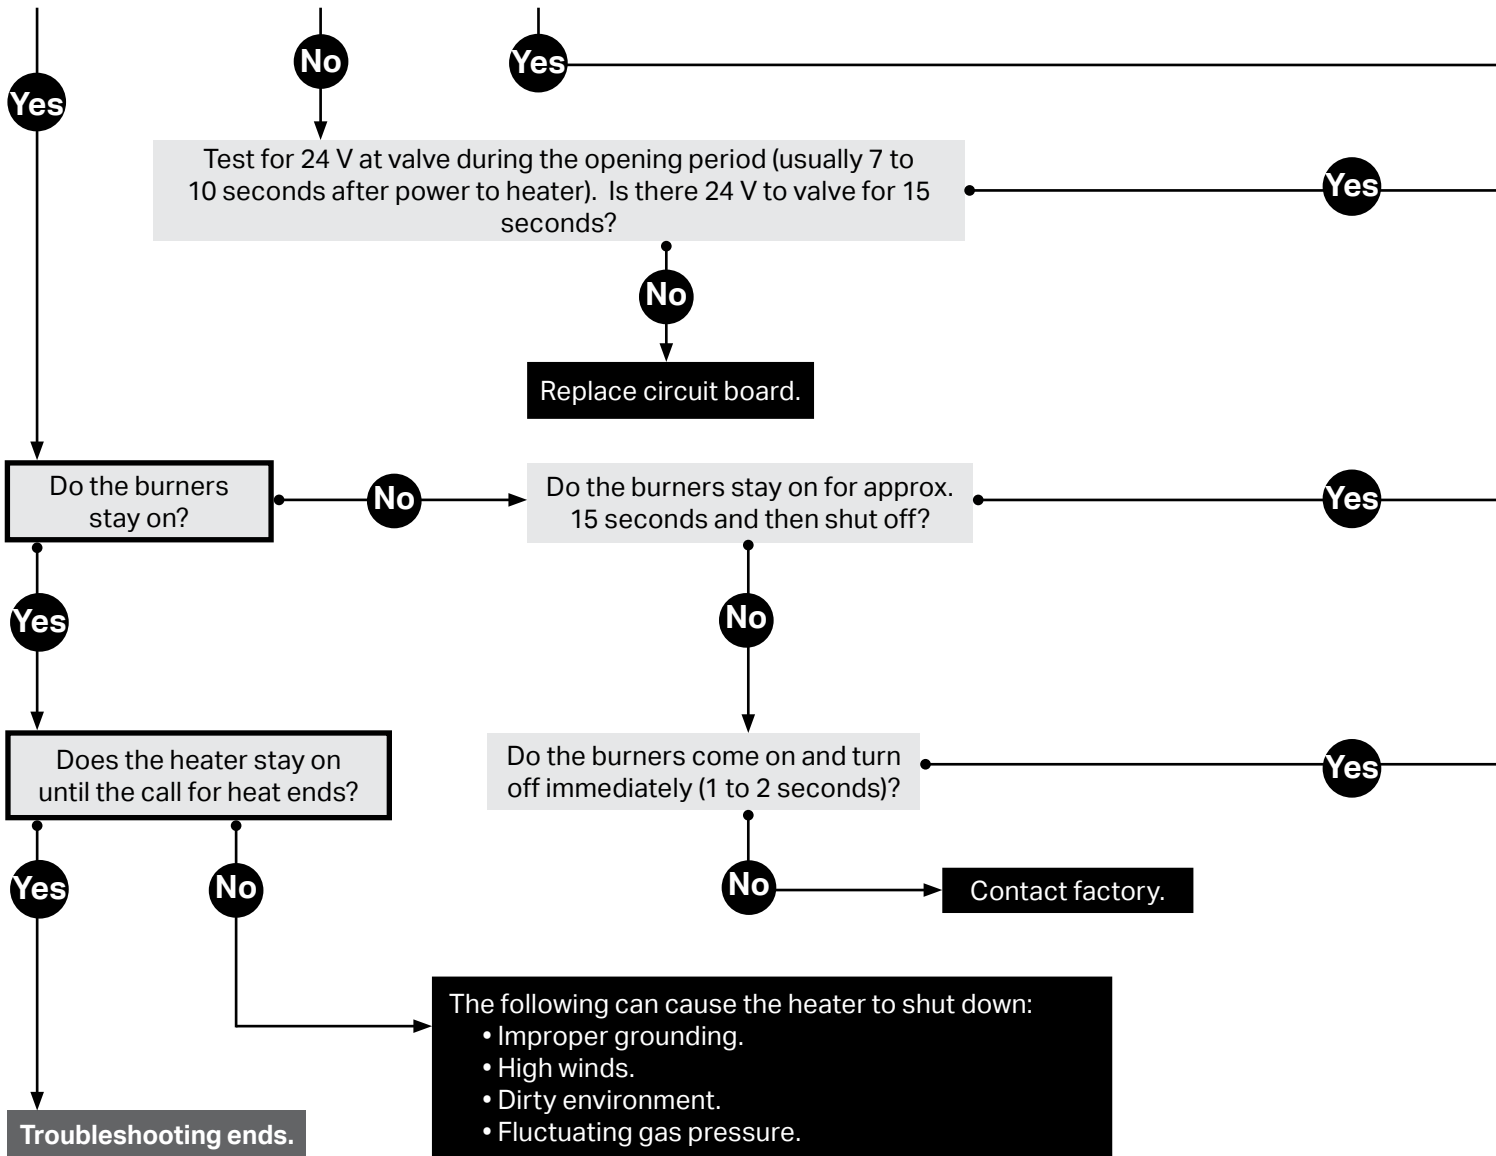 No
Yes
Yes
Test for 24 V at valve during the opening period (usually 7 to
10 seconds after power to heater). Is there 24 V to valve for 15
seconds?
Yes
No
Replace circuit board.
Do the burners
stay on?
No
Do the burners stay on for approx.
15 seconds and then shut off?
Yes
Yes
No
Does the heater stay on
until the call for heat ends?
Do the burners come on and turn
off immediately (1 to 2 seconds)?
Yes
Yes
No
No
Contact factory.
The following can cause the heater to shut down:
• Improper grounding.
• High winds.
• Dirty environment.
• Fluctuating gas pressure.
Troubleshooting ends.